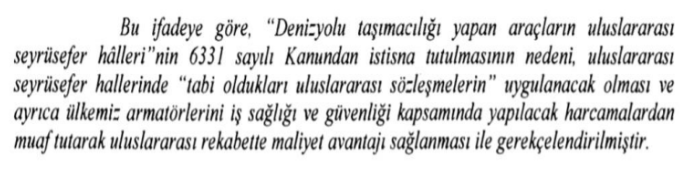 Bu ifadeye göre, “Denizyolu taşımacılığı yapan araçların uluslararası
seyrüsefer hâlleri”nin 6331 sayılı Kanundan istisna tutulmasının nedeni, uluslararası
seyrüsefer hallerinde “tabi oldukları uluslararası sözleşmelerin” uygulanacak olması ve
ayrıca ülkemiz armatörlerini iş sağlığı ve güvenliği kapsamında yapılacak harcamalardan
muaf tutarak uluslararası rekabette maliyet avantajı sağlanması ile gerekçelendirilmiştir.